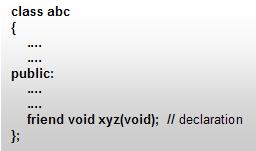 class abc
{
....
....
public:
....
....
friend void xyz(void);  // declaration
};